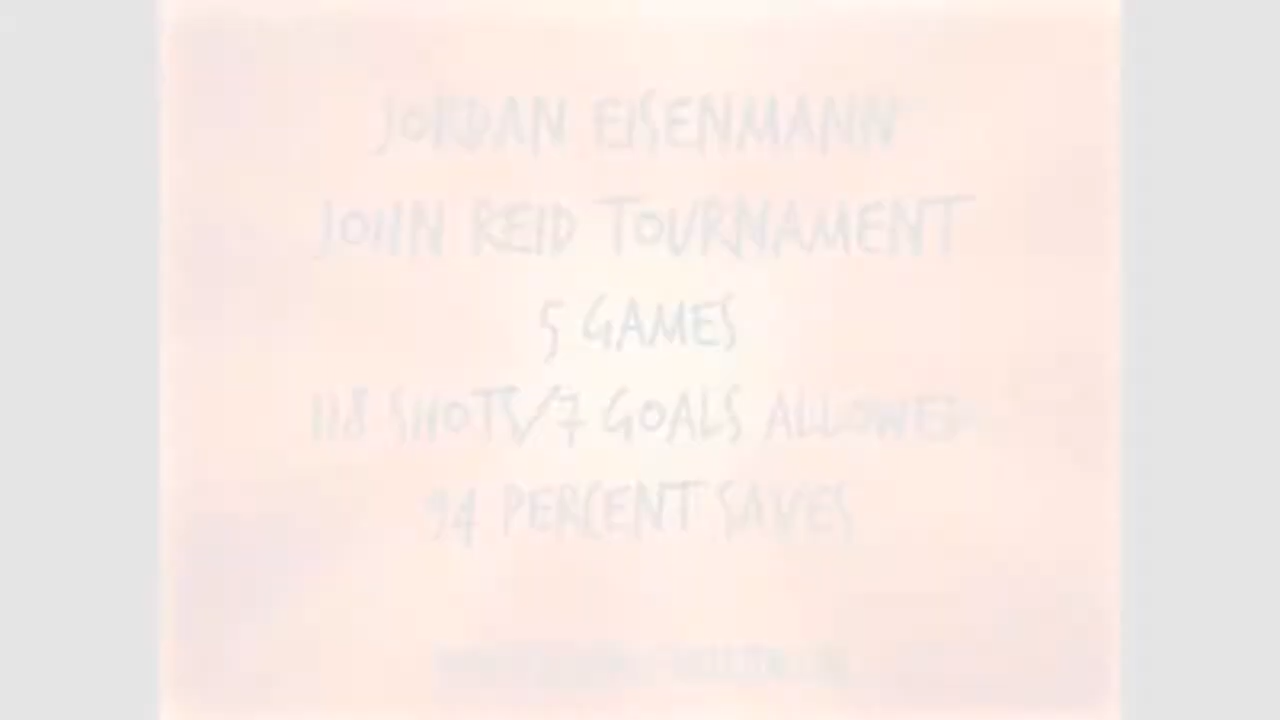 JORDAN EISENMANN
JOHN REID TOURNAMENT
5 GAMES
118 SHOTS/7 GOALS ALLOWED
94 PERCENT SAVES